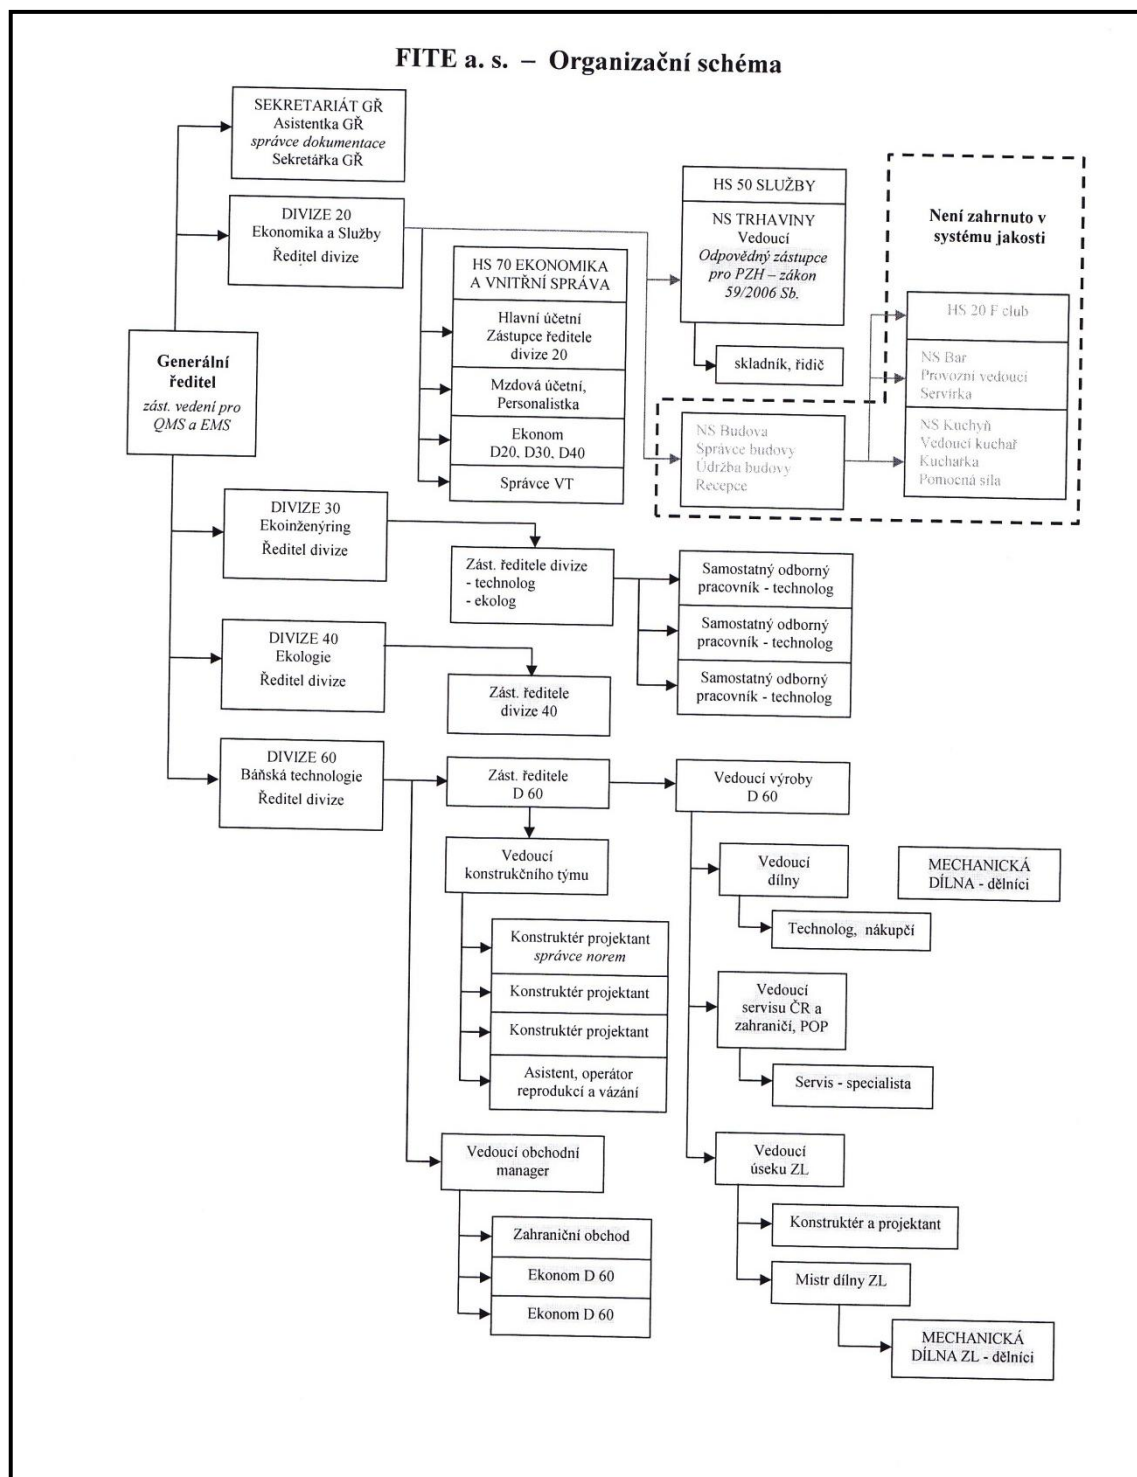 FITE a. s. – Organizační schéma
SEKRETARIÁT GŘ
Asistentka GŘ
správce dokumentace
Sekretářka GŘ
DIVIZE 20
Ekonomika a Služby
Ředitel divize
HS 70 EKONOMIKA
A VNITŘNÍ SPRÁVA
Hlavní účetní
Zástupce ředitele
divize 20
Mzdová účetní,
Personalistka
Ekonom
D20, D30, D40
Správce VT
HS 50 SLUŽBY
NS TRHAVINY
Vedoucí
Odpovědný zástupce
pro PZH – zákon
59/2006 Sb.
skladník, řidič
Není zahrnuto v
systému jakosti
HS 20 F club
NS Bar
Provozní vedoucí
Servírka
NS Kuchyň
Vedoucí kuchař
Kuchařka
Pomocná síla
NS Budova
Správce budovy
Údržba budovy
Recepce
Generální
ředitel
zást. vedení pro
QMS a EMS
DIVIZE 30
Ekoinženýring
Ředitel divize
Zást. ředitele divize
- technolog
- ekolog
Samostatný odborný
pracovník - technolog
Samostatný odborný
pracovník - technolog
Samostatný odborný
pracovník - technolog
DIVIZE 40
Ekologie
Ředitel divize
Zást. ředitele
divize 40
DIVIZE 60
Báňská technologie
Ředitel divize
Zást. ředitele
D 60
Vedoucí výroby
D 60
Vedoucí
konstrukčního týmu
Konstruktér projektant
správce norem
Konstruktér projektant
Konstruktér projektant
Asistent, operátor
reprodukcí a vázání
Vedoucí
dílny
MECHANICKÁ
DÍLNA - dělníci
Technolog, nákupčí
Vedoucí
servisu ČR a
zahraničí, POP
Servis - specialista
Vedoucí obchodní
manager
Zahraniční obchod
Ekonom D 60
Ekonom D 60
Vedoucí
úseku ZL
Konstruktér a projektant
Mistr dílny ZL
MECHANICKÁ
DÍLNA ZL - dělníci